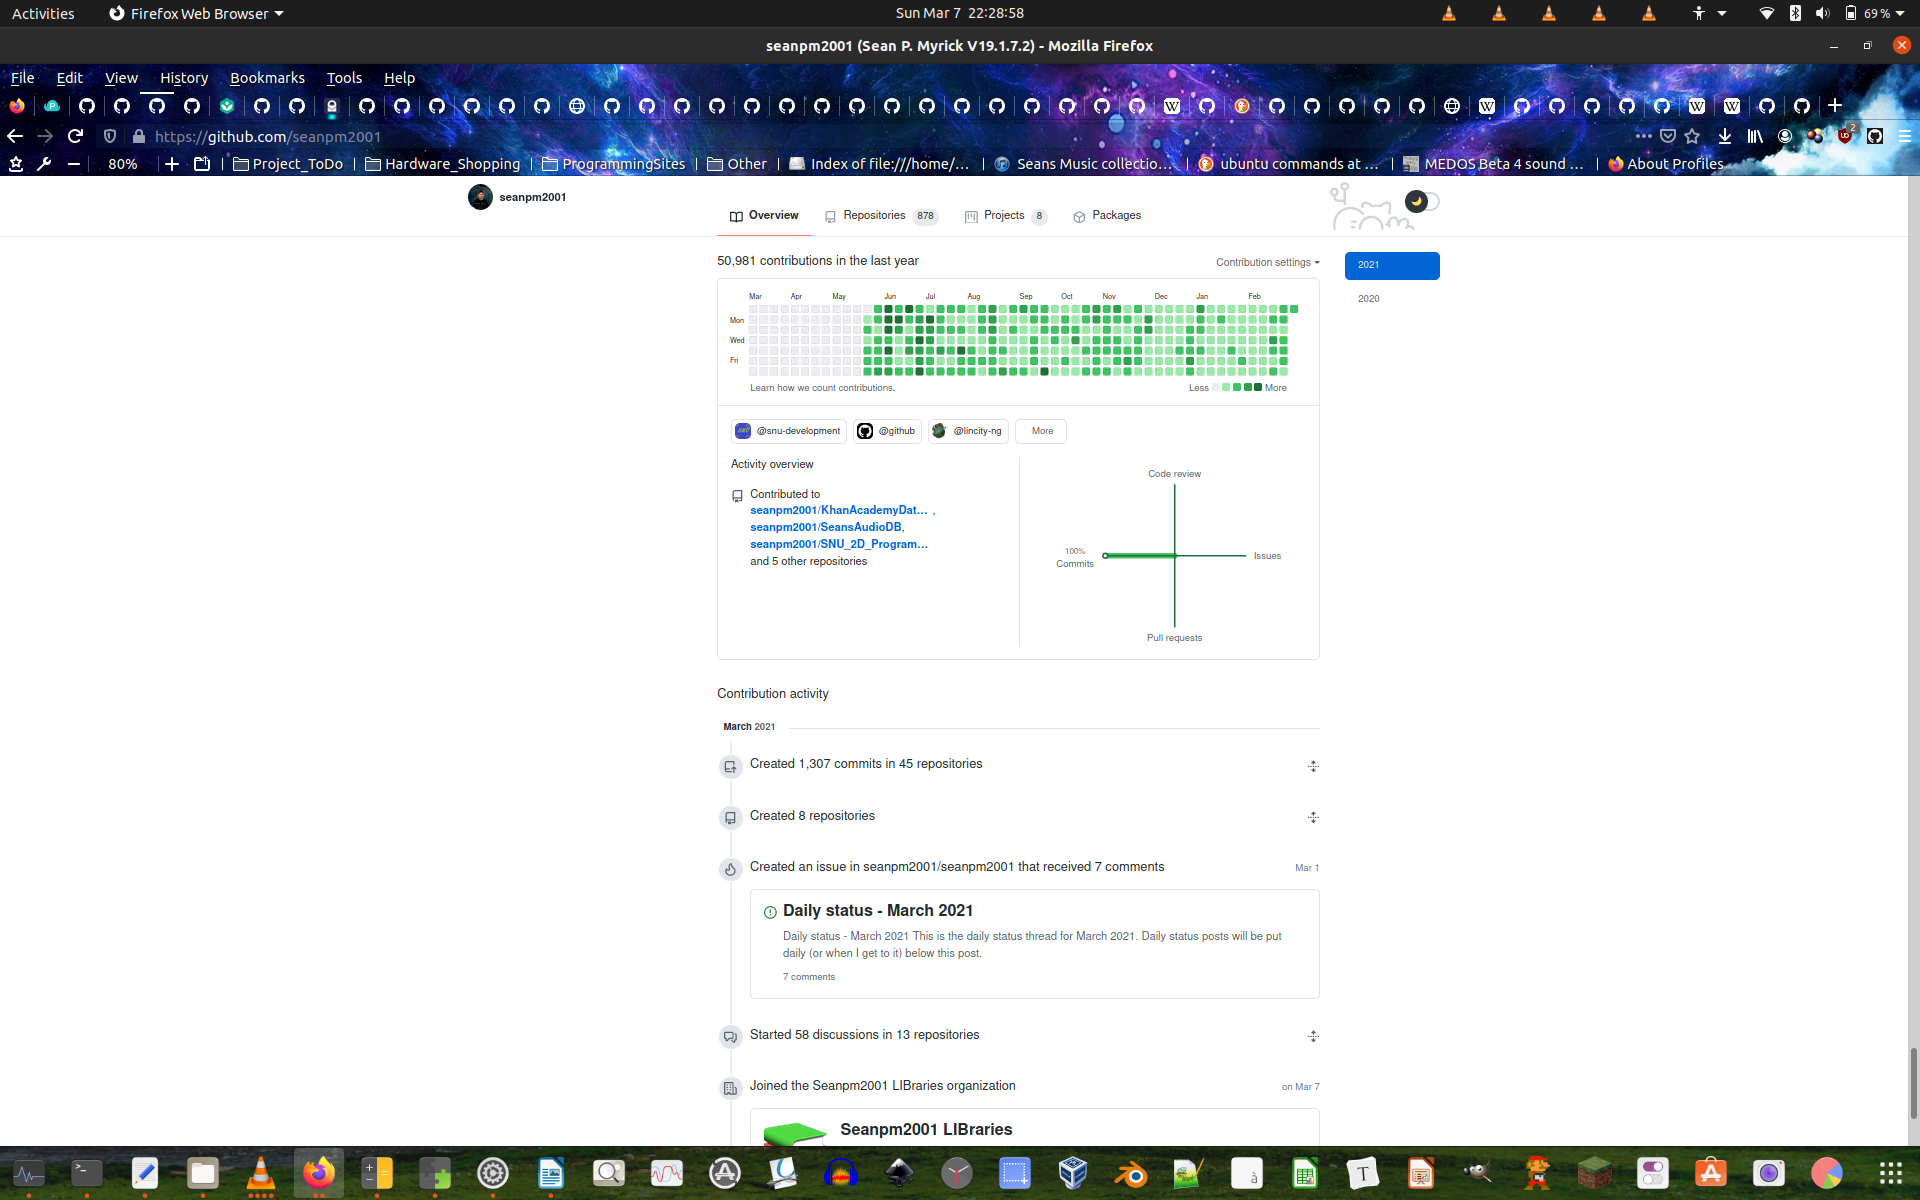 Activities
Firefox Web Browser
Sun Mar 7 22:28:58
69 %
seanpm2001 (Sean P. Myrick V19.1.7.2) - Mozilla Firefox
File Edit View History Bookmarks Tools Help
https://github.com/seanpm2001
2
80%
Project_ToDo
Hardware_Shopping
ProgrammingSites
Other
Index of file:///home/...
Seans Music collectio...
ubuntu commands at ...
MEDOS Beta 4 sound ...
About Profiles
seanpm2001
Overview
Repositories 878
Projects 8
Packages
50,981 contributions in the last year
Contribution settings
2021
2020
Mar Apr May Jun Jul Aug Sep Oct Nov Dec Jan Feb
Mon
Wed
Fri
Learn how we count contributions.
Less More
@snu-development
@github
@lincity-ng
More
Activity overview
Contributed to
seanpm2001/KhanAcademyDat... ,
seanpm2001/SeansAudioDB,
seanpm2001/SNU_2D_Program...
and 5 other repositories
Code review
100%
Commits
Issues
Pull requests
Contribution activity
March 2021
Created 1,307 commits in 45 repositories
Created 8 repositories
Created an issue in seanpm2001/seanpm2001 that received 7 comments
Mar 1
Daily status - March 2021
Daily status - March 2021 This is the daily status thread for March 2021. Daily status posts will be put
daily (or when I get to it) below this post.
7 comments
Started 58 discussions in 13 repositories
Joined the Seanpm2001 LIBraries organization
on Mar 7
Seanpm2001 LIBraries